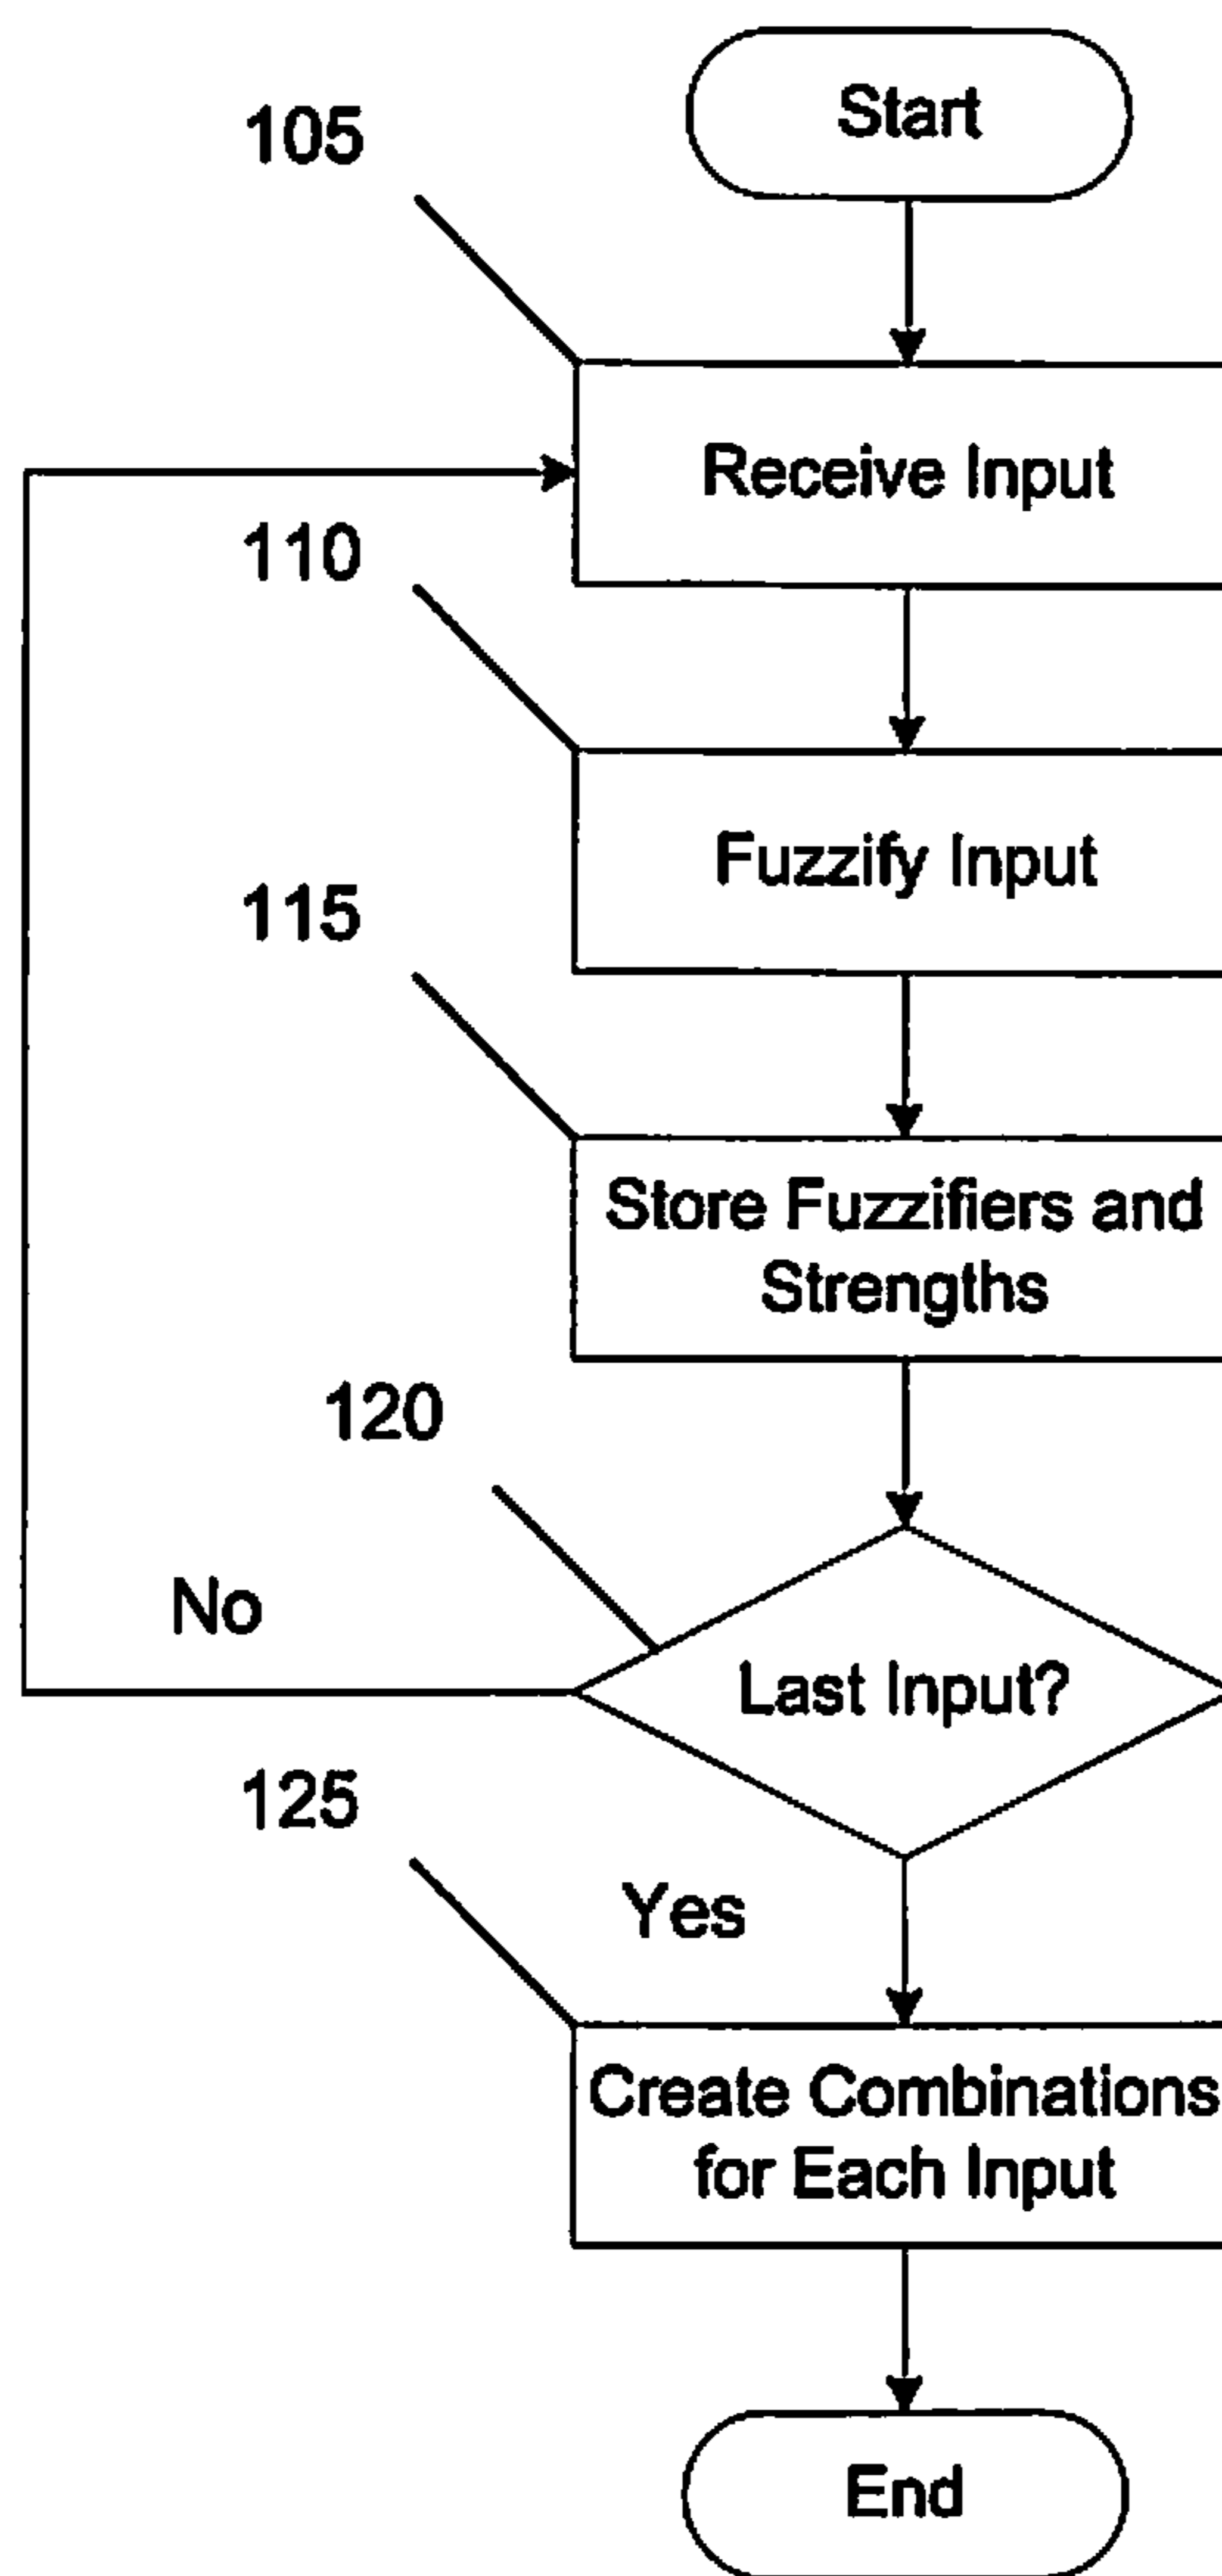 Start
105
Receive Input
110
Fuzzify Input
115
Store Fuzzifiers and
Strengths
120
No
Last Input?
125
Yes
Create Combinations
for Each Input
End